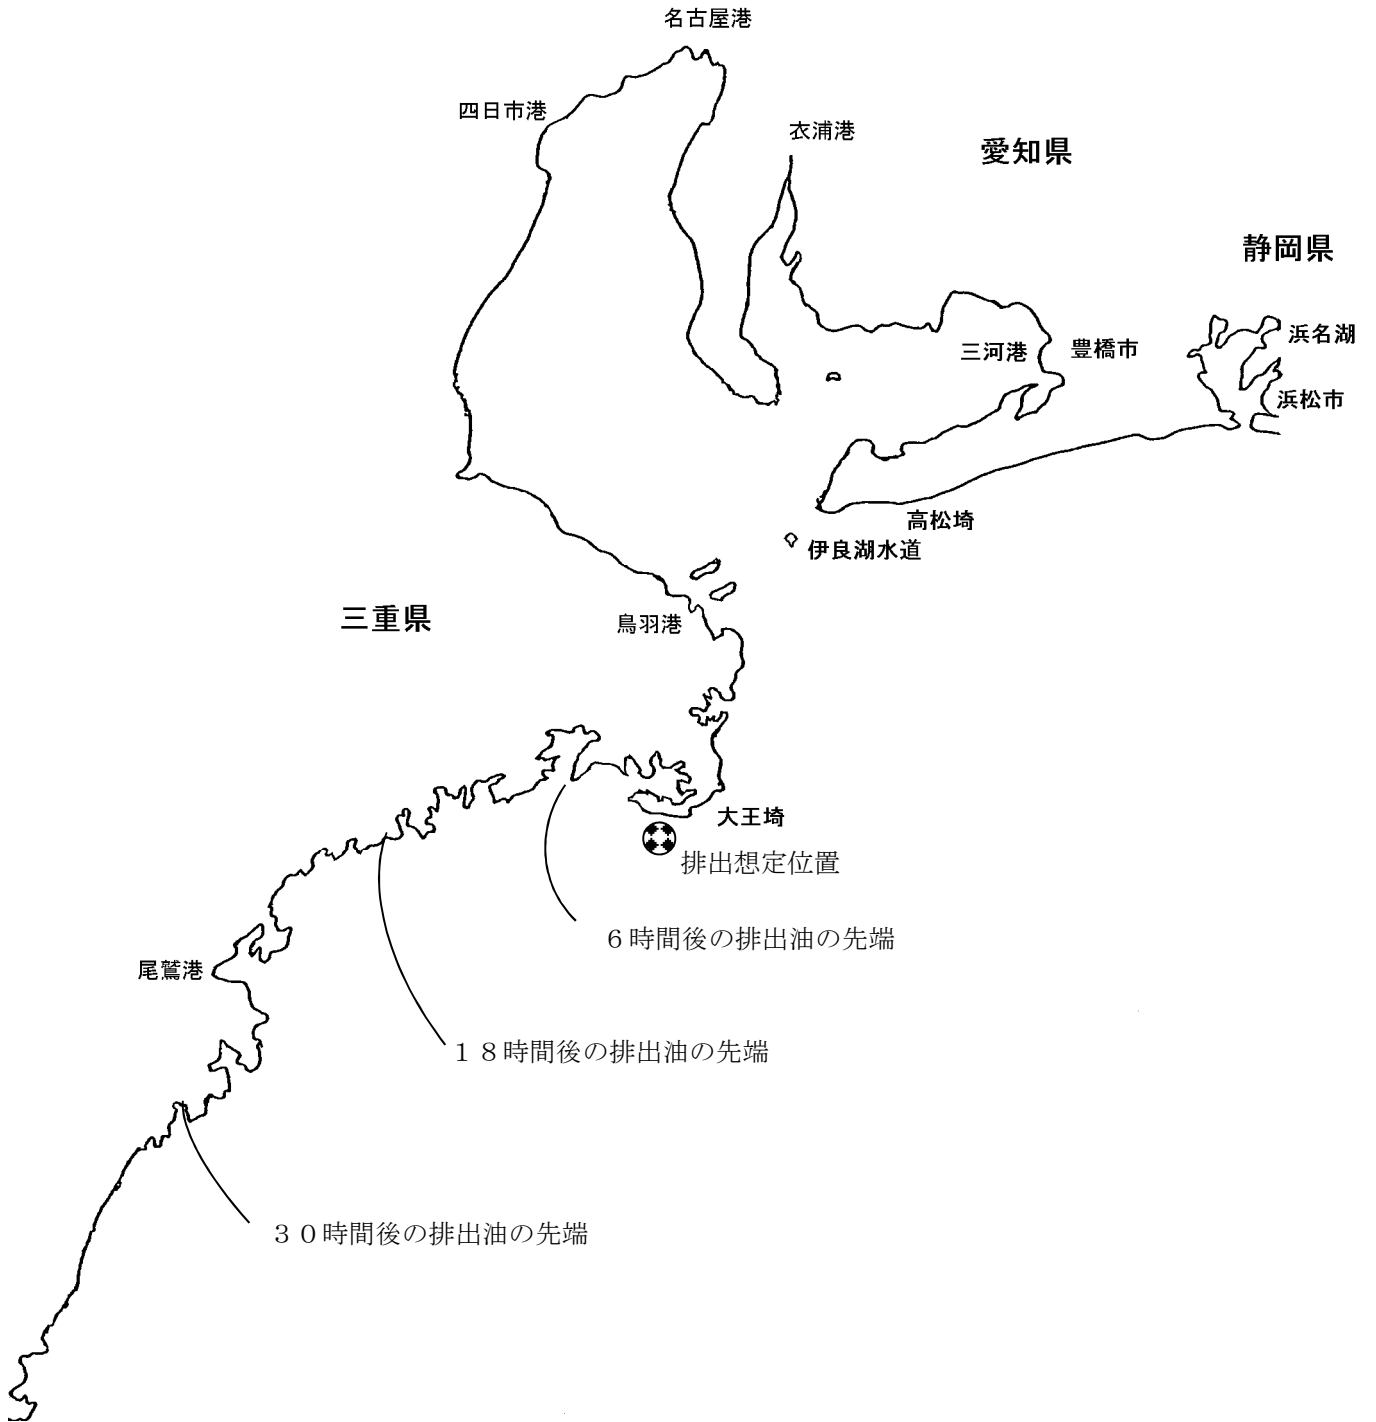 名古屋港
四日市港
衣浦港
愛知県
静岡県
浜名湖
三河港
豊橋市
浜松市
高松埼
伊良湖水道
三重県
鳥羽港
大王埼
排出想定位置
６時間後の排出油の先端
尾鷲港
１８時間後の排出油の先端
３０時間後の排出油の先端